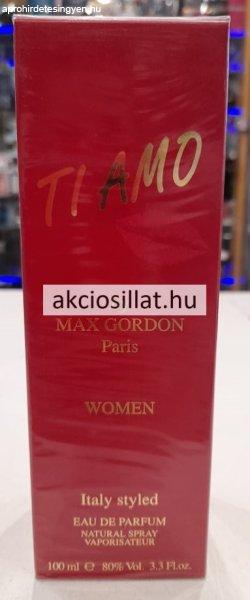 aprohirdetesingyen.hu
TI AMO
akciosillat.hu
MAX GORDON
Paris
WOMEN
Italy styled
EAU DE PARFUM
NATURAL SPRAY
VAPORISATEUR
100 ml ℮ 80% Vol. 3.3 Fl.oz.